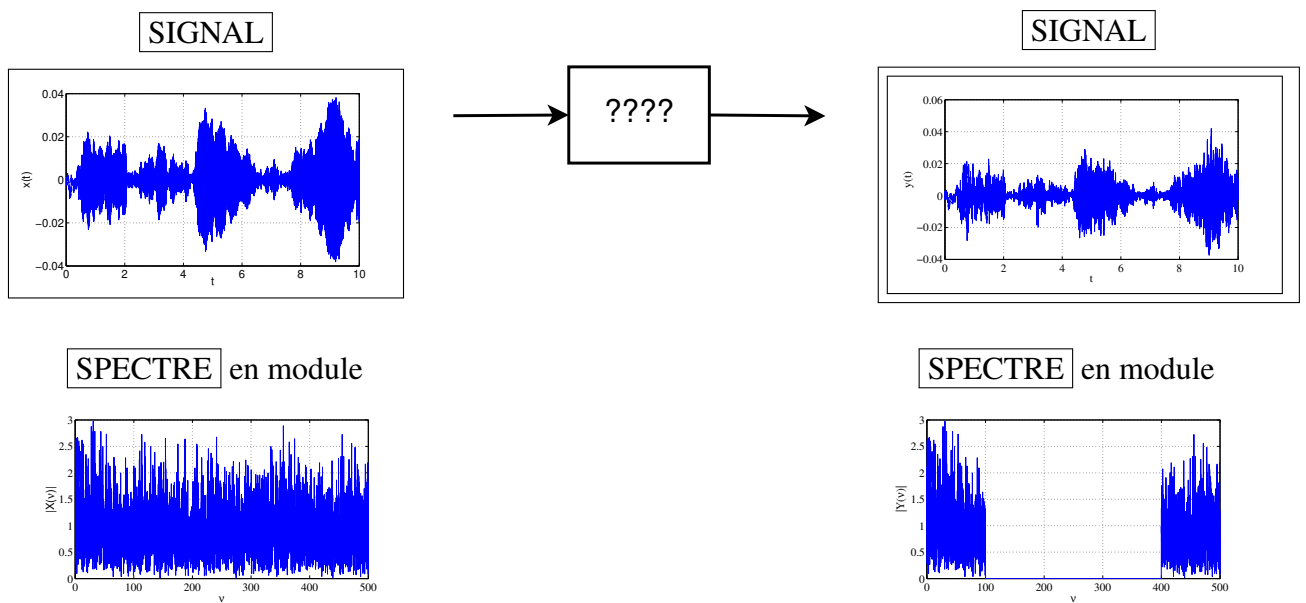 SIGNAL
0.04
0.02
0
−0.02
−0.04
x(t)
0 2 4 6 8 10
t
????
SIGNAL
0.06
0.04
0.02
0
−0.02
−0.04
y(t)
0 2 4 6 8 10
t
SPECTRE en module
3
2.5
2
1.5
1
0.5
0
|X(ν)|
0 100 200 300 400 500
ν
SPECTRE en module
3
2.5
2
1.5
1
0.5
0
|Y(ν)|
0 100 200 300 400 500
ν